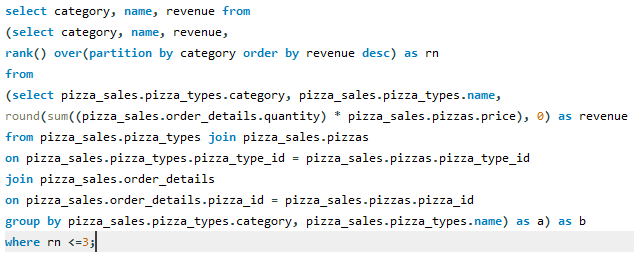 select category, name, revenue from
(select category, name, revenue,
rank() over(partition by category order by revenue desc) as rn
from
(select pizza_sales.pizza_types.category, pizza_sales.pizza_types.name,
round(sum((pizza_sales.order_details.quantity) * pizza_sales.pizzas.price), 0) as revenue
from pizza_sales.pizza_types join pizza_sales.pizzas
on pizza_sales.pizza_types.pizza_type_id = pizza_sales.pizzas.pizza_type_id
join pizza_sales.order_details
on pizza_sales.order_details.pizza_id = pizza_sales.pizzas.pizza_id
group by pizza_sales.pizza_types.category, pizza_sales.pizza_types.name) as a) as b
where rn <=3;